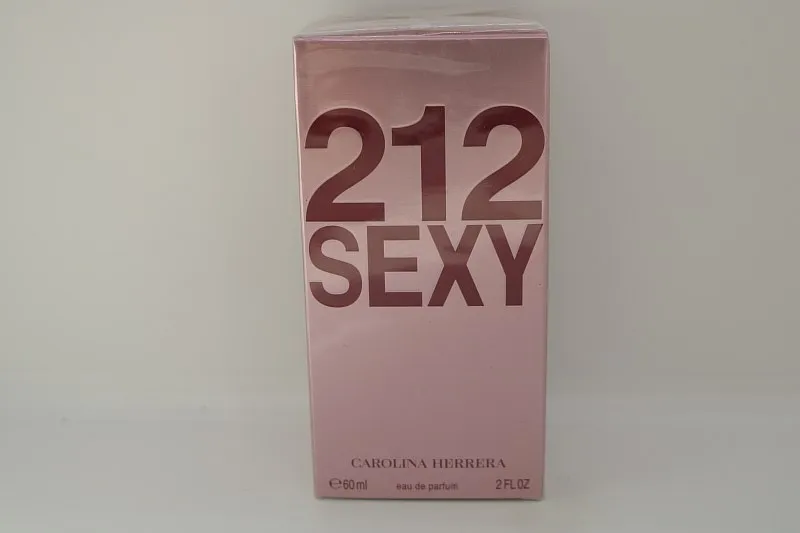 212
SEXY
CAROLINA HERRERA
℮60ml eau de parfum 2 FL OZ